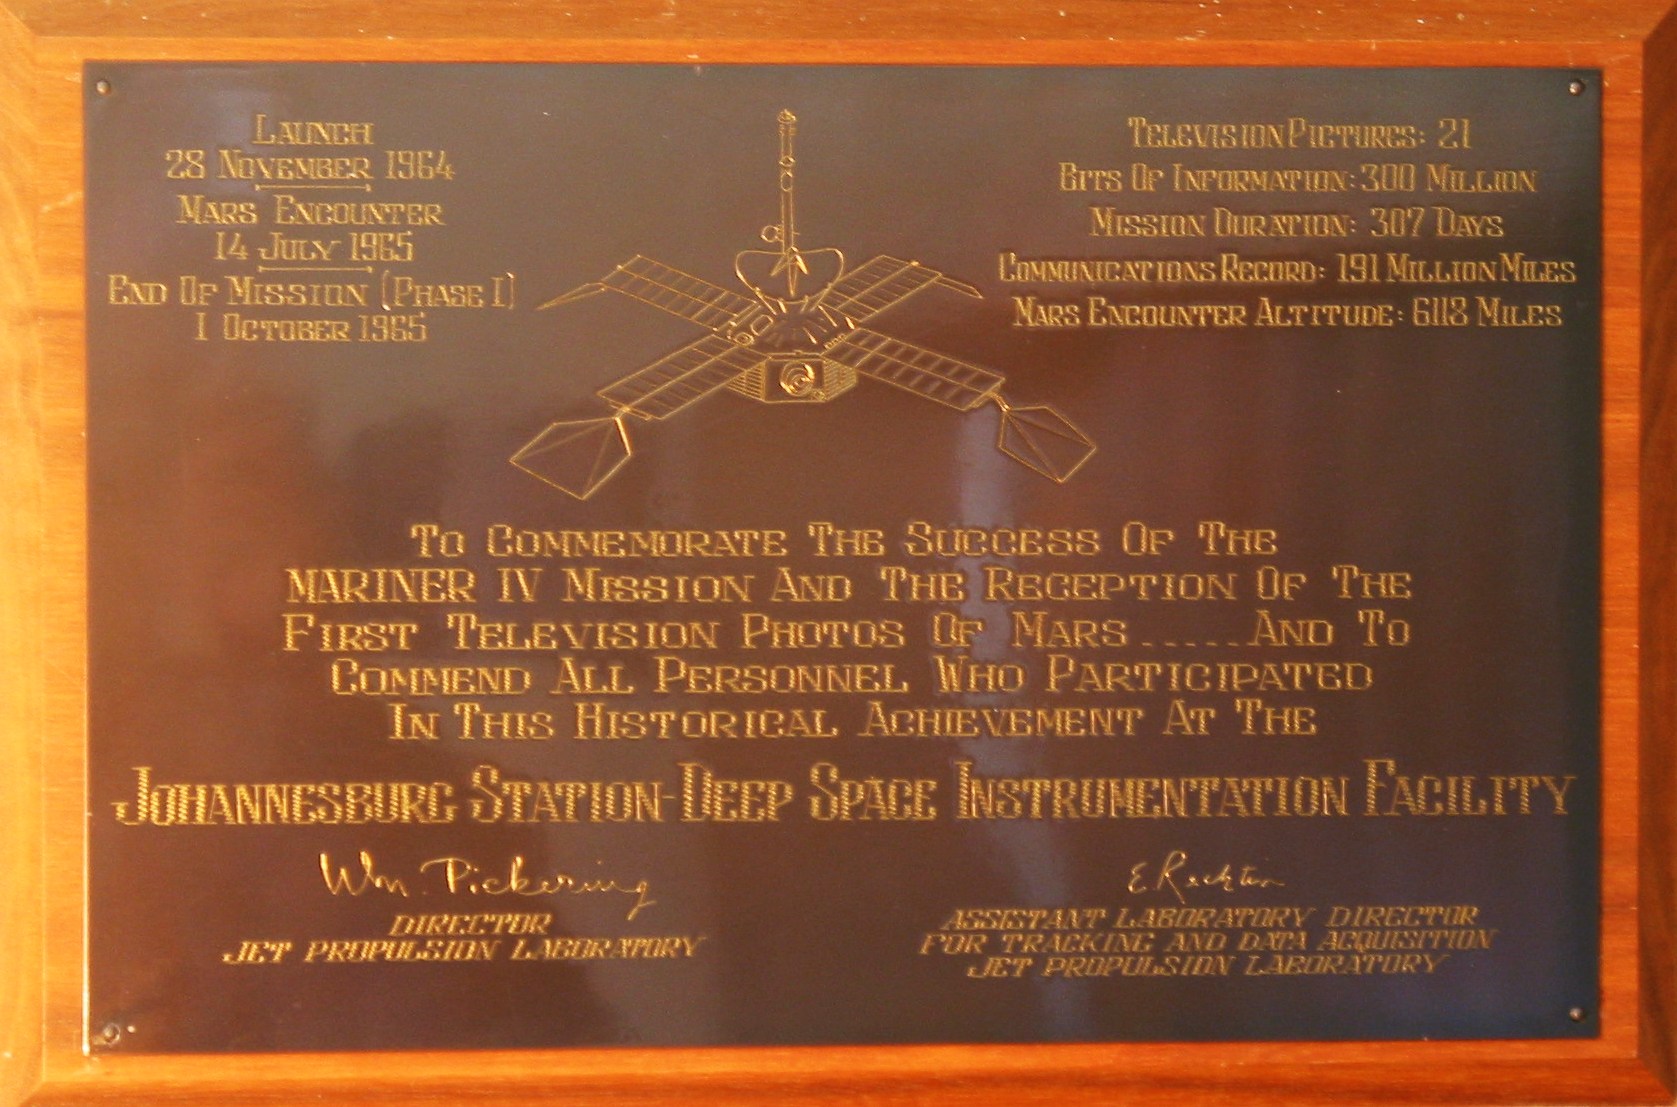 LAUNCH
28 NOVEMBER 1964
MARS ENCOUNTER
14 JULY 1965
END OF MISSION (PHASE I)
1 OCTOBER 1965
TELEVISION PICTURES: 21
BITS OF INFORMATION: 300 MILLION
MISSION DURATION: 307 DAYS
COMMUNICATIONS RECORD: 191 MILLION MILES
MARS ENCOUNTER ALTITUDE: 6118 MILES
TO COMMEMORATE THE SUCCESS OF THE
MARINER IV MISSION AND THE RECEPTION OF THE
FIRST TELEVISION PHOTOS OF MARS.....AND TO
COMMEND ALL PERSONNEL WHO PARTICIPATED
IN THIS HISTORICAL ACHIEVEMENT AT THE
JOHANNESBURG STATION-DEEP SPACE INSTRUMENTATION FACILITY
Wm. Pickering
DIRECTOR
JET PROPULSION LABORATORY
E. Rechtin
ASSISTANT LABORATORY DIRECTOR
FOR TRACKING AND DATA ACQUISITION
JET PROPULSION LABORATORY